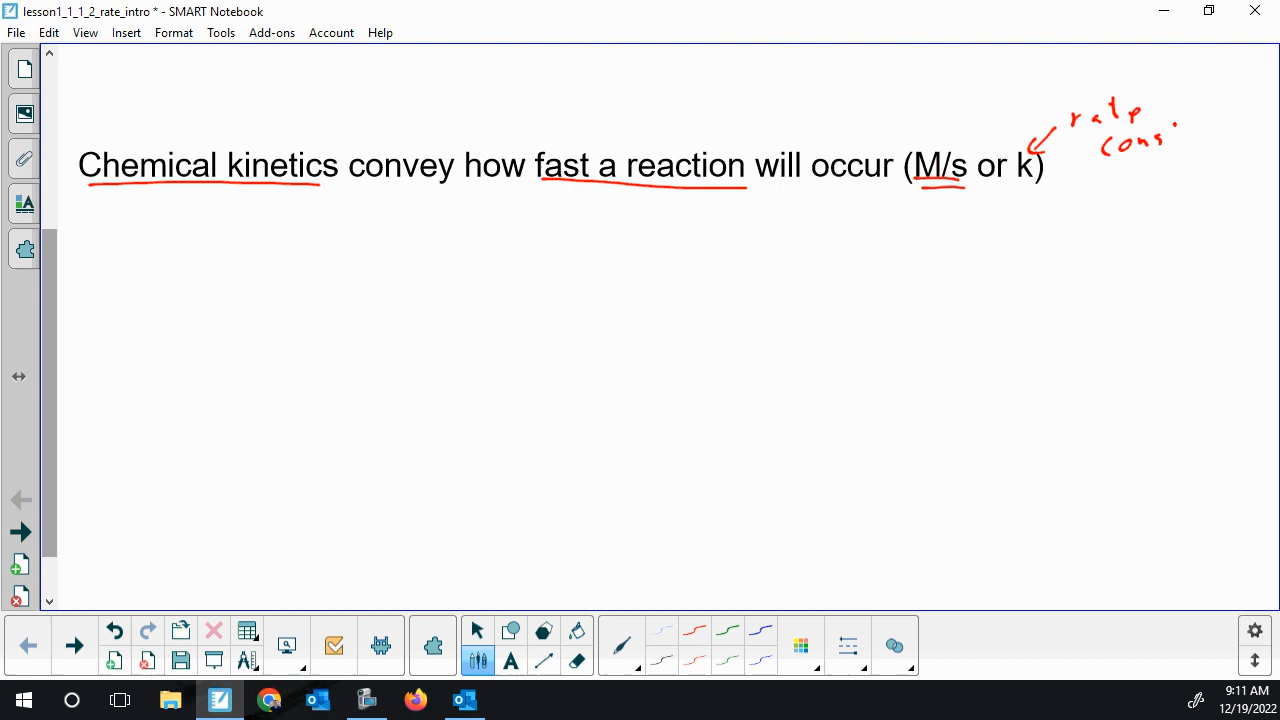 lesson1_1_1_2_rate_intro * - SMART Notebook
File Edit View Insert Format Tools Add-ons Account Help
rate
cons
Chemical kinetics convey how fast a reaction will occur (M/s or k)
9:11 AM
12/19/2022